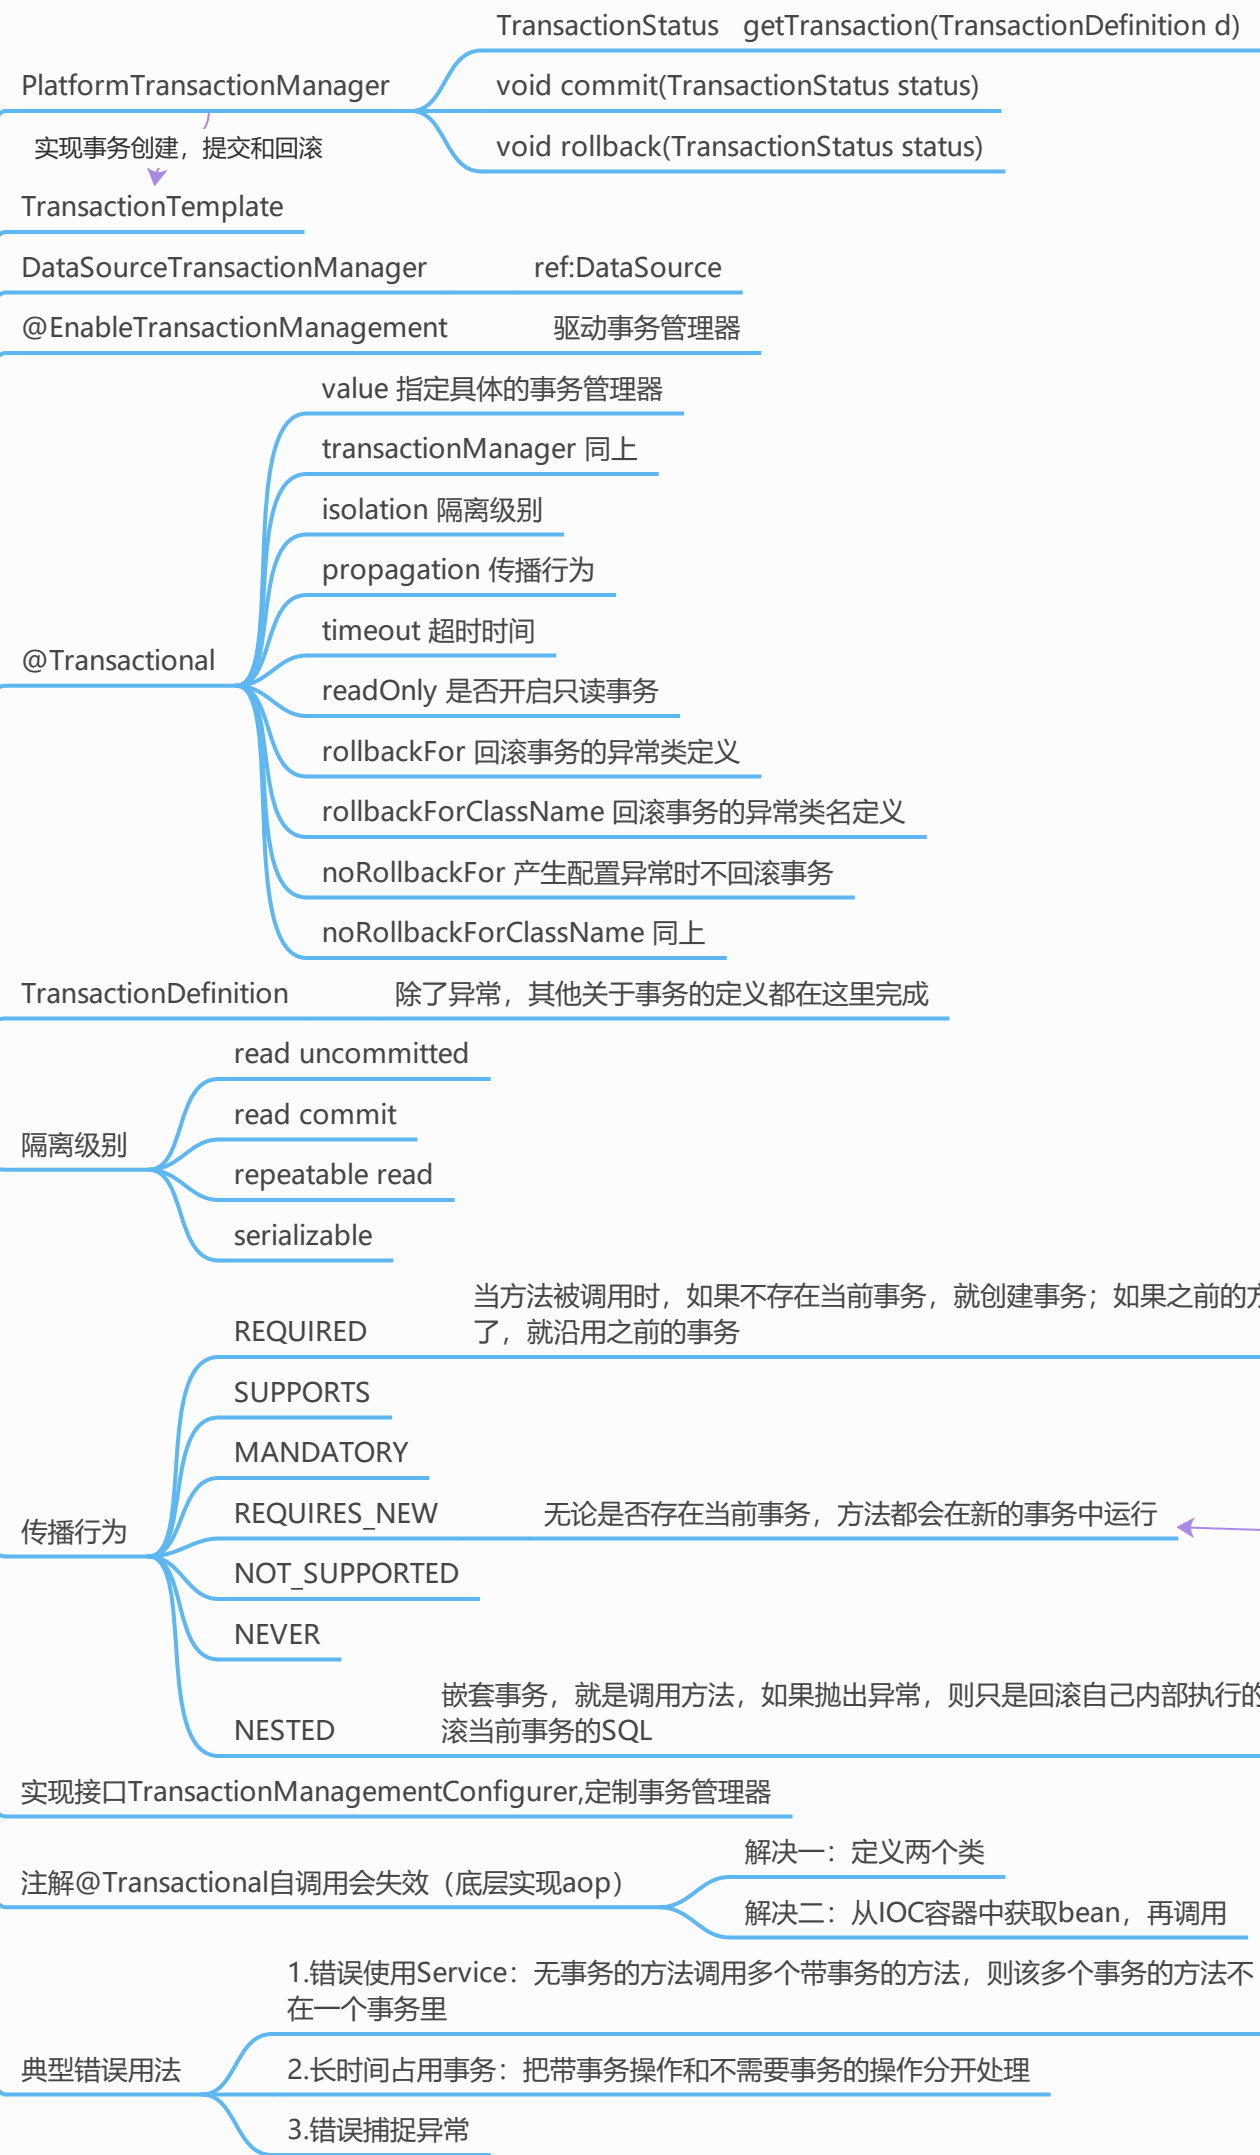 TransactionStatus getTransaction(TransactionDefinition d)
PlatformTransactionManager
void commit(TransactionStatus status)
实现事务创建，提交和回滚
void rollback(TransactionStatus status)
TransactionTemplate
DataSourceTransactionManager ref:DataSource
@EnableTransactionManagement 驱动事务管理器
@Transactional
value 指定具体的事务管理器
transactionManager 同上
isolation 隔离级别
propagation 传播行为
timeout 超时时间
readOnly 是否开启只读事务
rollbackFor 回滚事务的异常类定义
rollbackForClassName 回滚事务的异常类名定义
noRollbackFor 产生配置异常时不回滚事务
noRollbackForClassName 同上
TransactionDefinition 除了异常，其他关于事务的定义都在这里完成
隔离级别
read uncommitted
read commit
repeatable read
serializable
传播行为
REQUIRED
当方法被调用时，如果不存在当前事务，就创建事务；如果之前的方
了，就沿用之前的事务
SUPPORTS
MANDATORY
REQUIRES_NEW 无论是否存在当前事务，方法都会在新的事务中运行
NOT_SUPPORTED
NEVER
NESTED
嵌套事务，就是调用方法，如果抛出异常，则只是回滚自己内部执行的
滚当前事务的SQL
实现接口TransactionManagementConfigurer,定制事务管理器
注解@Transactional自调用会失效（底层实现aop）
解决一：定义两个类
解决二：从IOC容器中获取bean，再调用
典型错误用法
1.错误使用Service：无事务的方法调用多个带事务的方法，则该多个事务的方法不
在一个事务里
2.长时间占用事务：把带事务操作和不需要事务的操作分开处理
3.错误捕捉异常